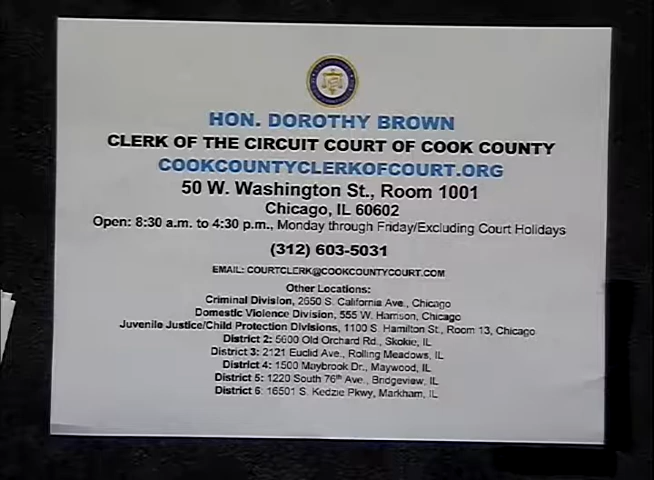 HON. DOROTHY BROWN
CLERK OF THE CIRCUIT COURT OF COOK COUNTY
COOKCOUNTYCLERKOFCOURT.ORG
50 W. Washington St., Room 1001
Chicago, IL 60602
Open: 8:30 a.m. to 4:30 p.m., Monday through Friday/Excluding Court Holidays
(312) 603-5031
EMAIL: COURTCLERK@COOKCOUNTYCOURT.COM
Other Locations:
Criminal Division, 2650 S. California Ave., Chicago
Domestic Violence Division, 555 W. Harrison, Chicago
Juvenile Justice/Child Protection Divisions, 1100 S. Hamilton St., Room 13, Chicago
District 2: 5600 Old Orchard Rd., Skokie, IL
District 3: 2121 Euclid Ave., Rolling Meadows, IL
District 4: 1500 Maybrook Dr., Maywood, IL
District 5: 1220 South 76th Ave., Bridgeview, IL
District 6: 16501 S. Kedzie Pkwy, Markham, IL